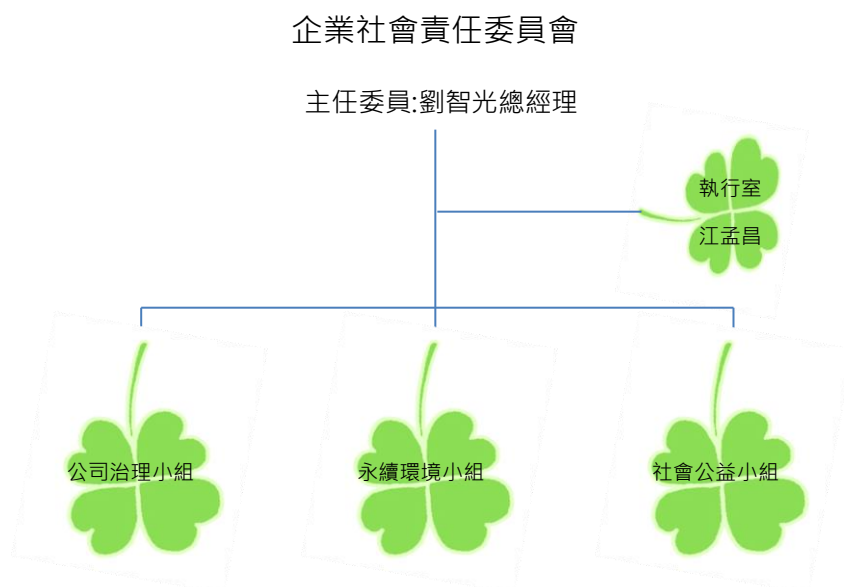 企業社會責任委員會
主任委員:劉智光總經理
執行室
江孟昌
公司治理小組
永續環境小組
社會公益小組